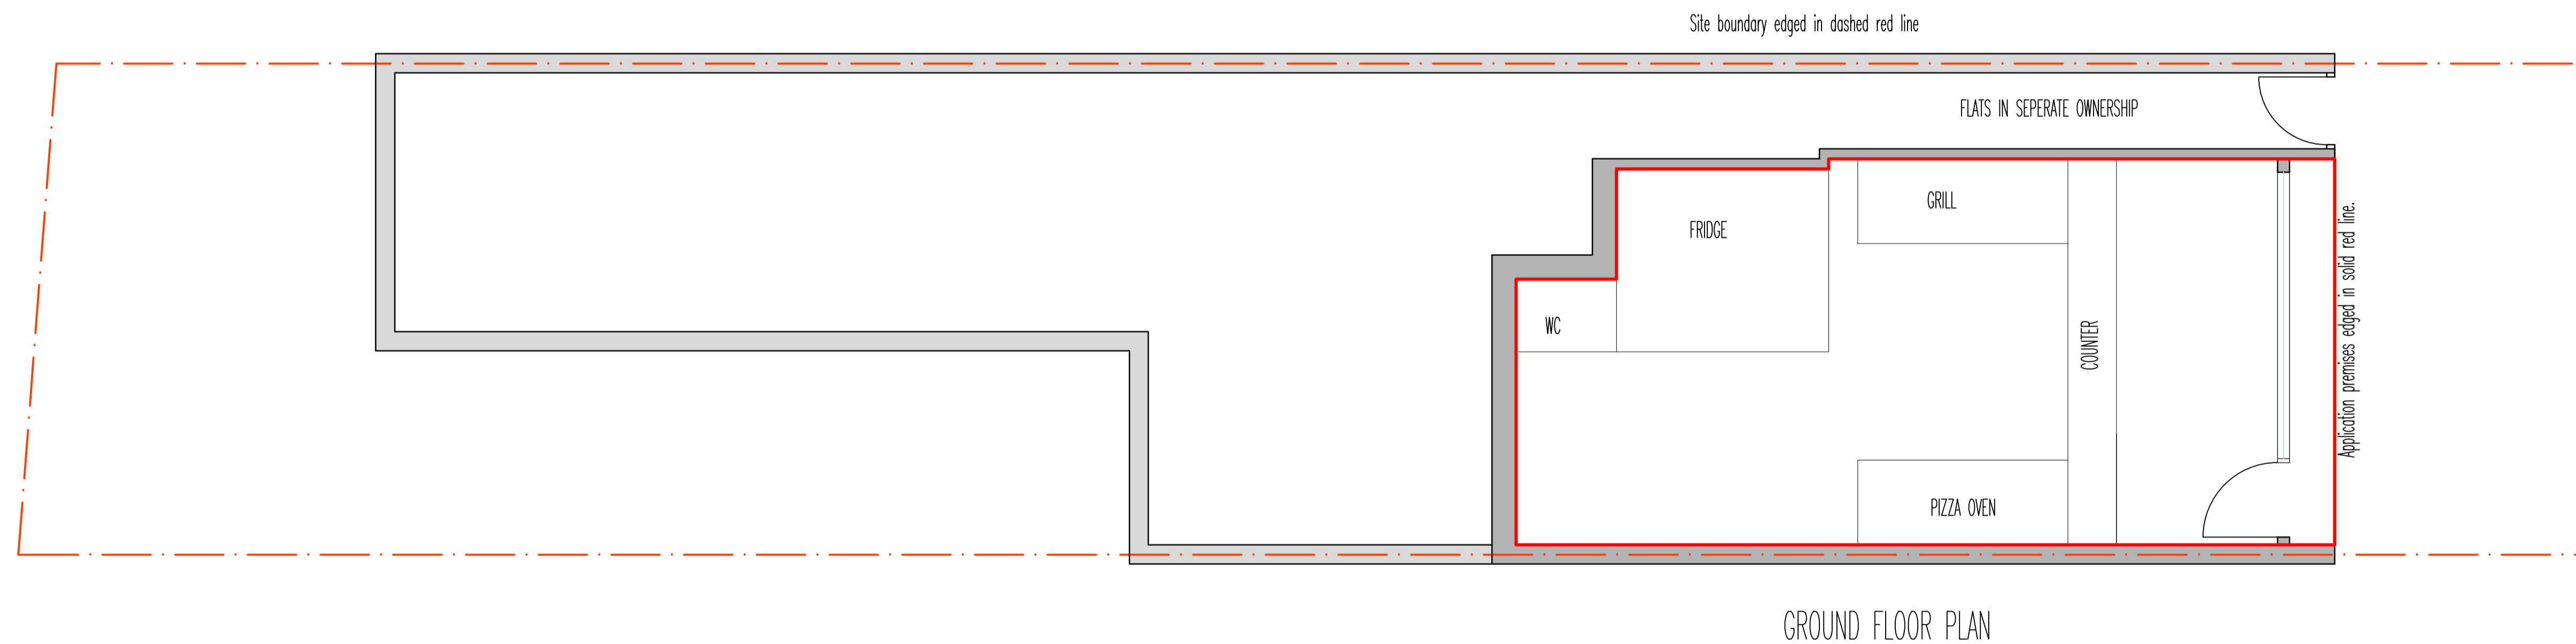 Site boundary edged in dashed red line
FLATS IN SEPERATE OWNERSHIP
GRILL
FRIDGE
WC
COUNTER
PIZZA OVEN
Application premises edged in solid red line.
GROUND FLOOR PLAN